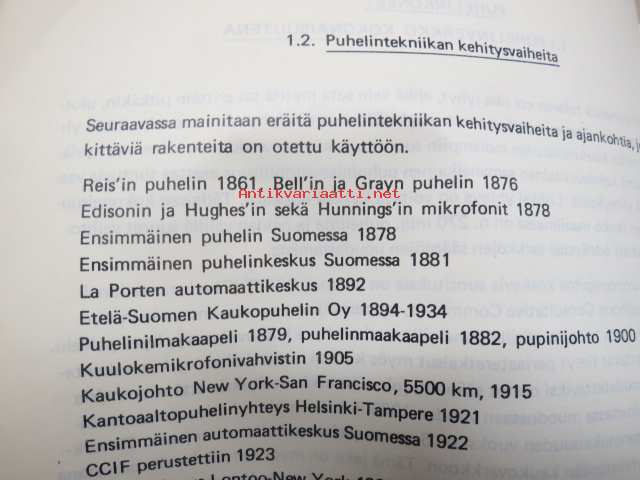 1.2. Puhelintekniikan kehitysvaiheita
Seuraavassa mainitaan eräitä puhelintekniikan kehitysvaiheita ja ajankohtia,
kittäviä rakenteita on otettu käyttöön.
Reis'in puhelin 1861, Bell'in ja Grayn puhelin 1876
Antikvariaatti.net
Edisonin ja Hughes'in sekä Hunnings'in mikrofonit 1878
Ensimmäinen puhelin Suomessa 1878
Ensimmäinen puhelinkeskus Suomessa 1881
La Porten automaattikeskus 1892
Etelä-Suomen Kaukopuhelin Oy 1894-1934
Puhelinilmakaapeli 1879, puhelinmaakaapeli 1882, pupinijohto 1900
Kuulokemikrofonivahvistin 1905
Kaukojohto New York-San Francisco, 5500 km, 1915
Kantoaaltopuhelinyhteys Helsinki-Tampere 1921
Ensimmäinen automaattikeskus Suomessa 1922
CCIF perustettiin 1923
Lontoo-New York